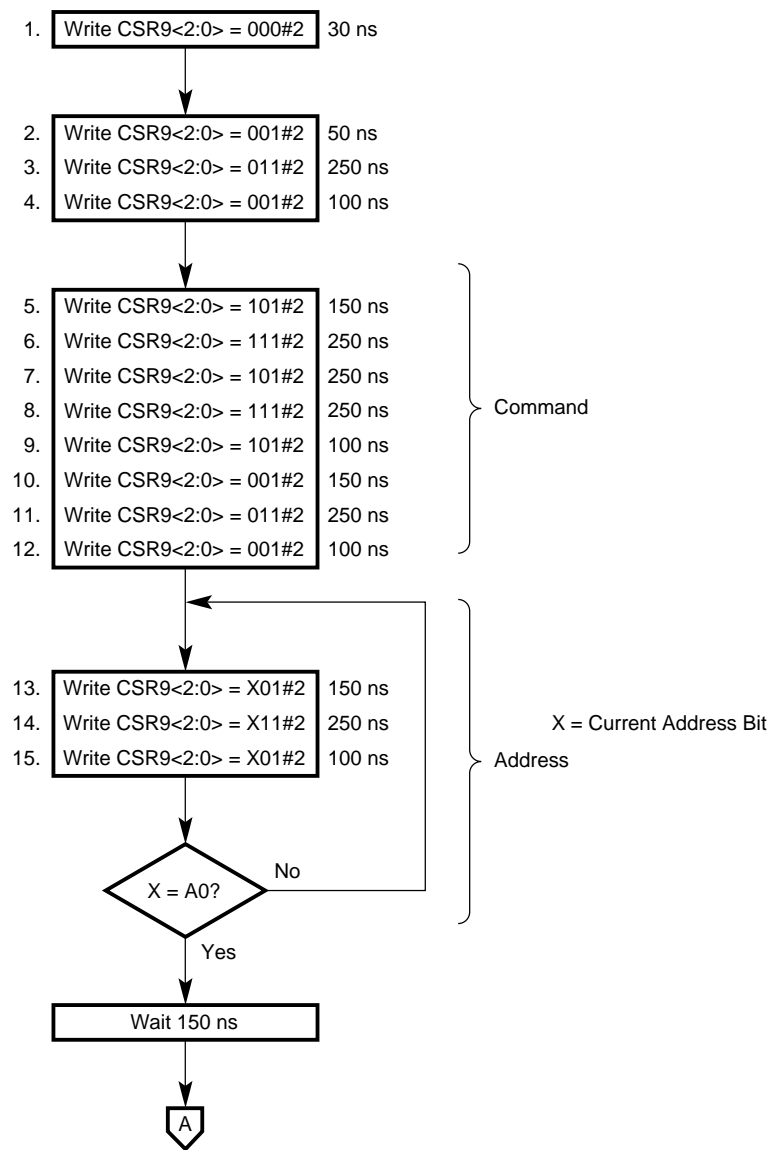 1. Write CSR9<2:0> = 000#2 30 ns
2. Write CSR9<2:0> = 001#2 50 ns
3. Write CSR9<2:0> = 011#2 250 ns
4. Write CSR9<2:0> = 001#2 100 ns
5. Write CSR9<2:0> = 101#2 150 ns
6. Write CSR9<2:0> = 111#2 250 ns
7. Write CSR9<2:0> = 101#2 250 ns
8. Write CSR9<2:0> = 111#2 250 ns
Command
9. Write CSR9<2:0> = 101#2 100 ns
10. Write CSR9<2:0> = 001#2 150 ns
11. Write CSR9<2:0> = 011#2 250 ns
12. Write CSR9<2:0> = 001#2 100 ns
13. Write CSR9<2:0> = X01#2 150 ns
14. Write CSR9<2:0> = X11#2 250 ns
X = Current Address Bit
15. Write CSR9<2:0> = X01#2 100 ns
Address
X = A0?
No
Yes
Wait 150 ns
A